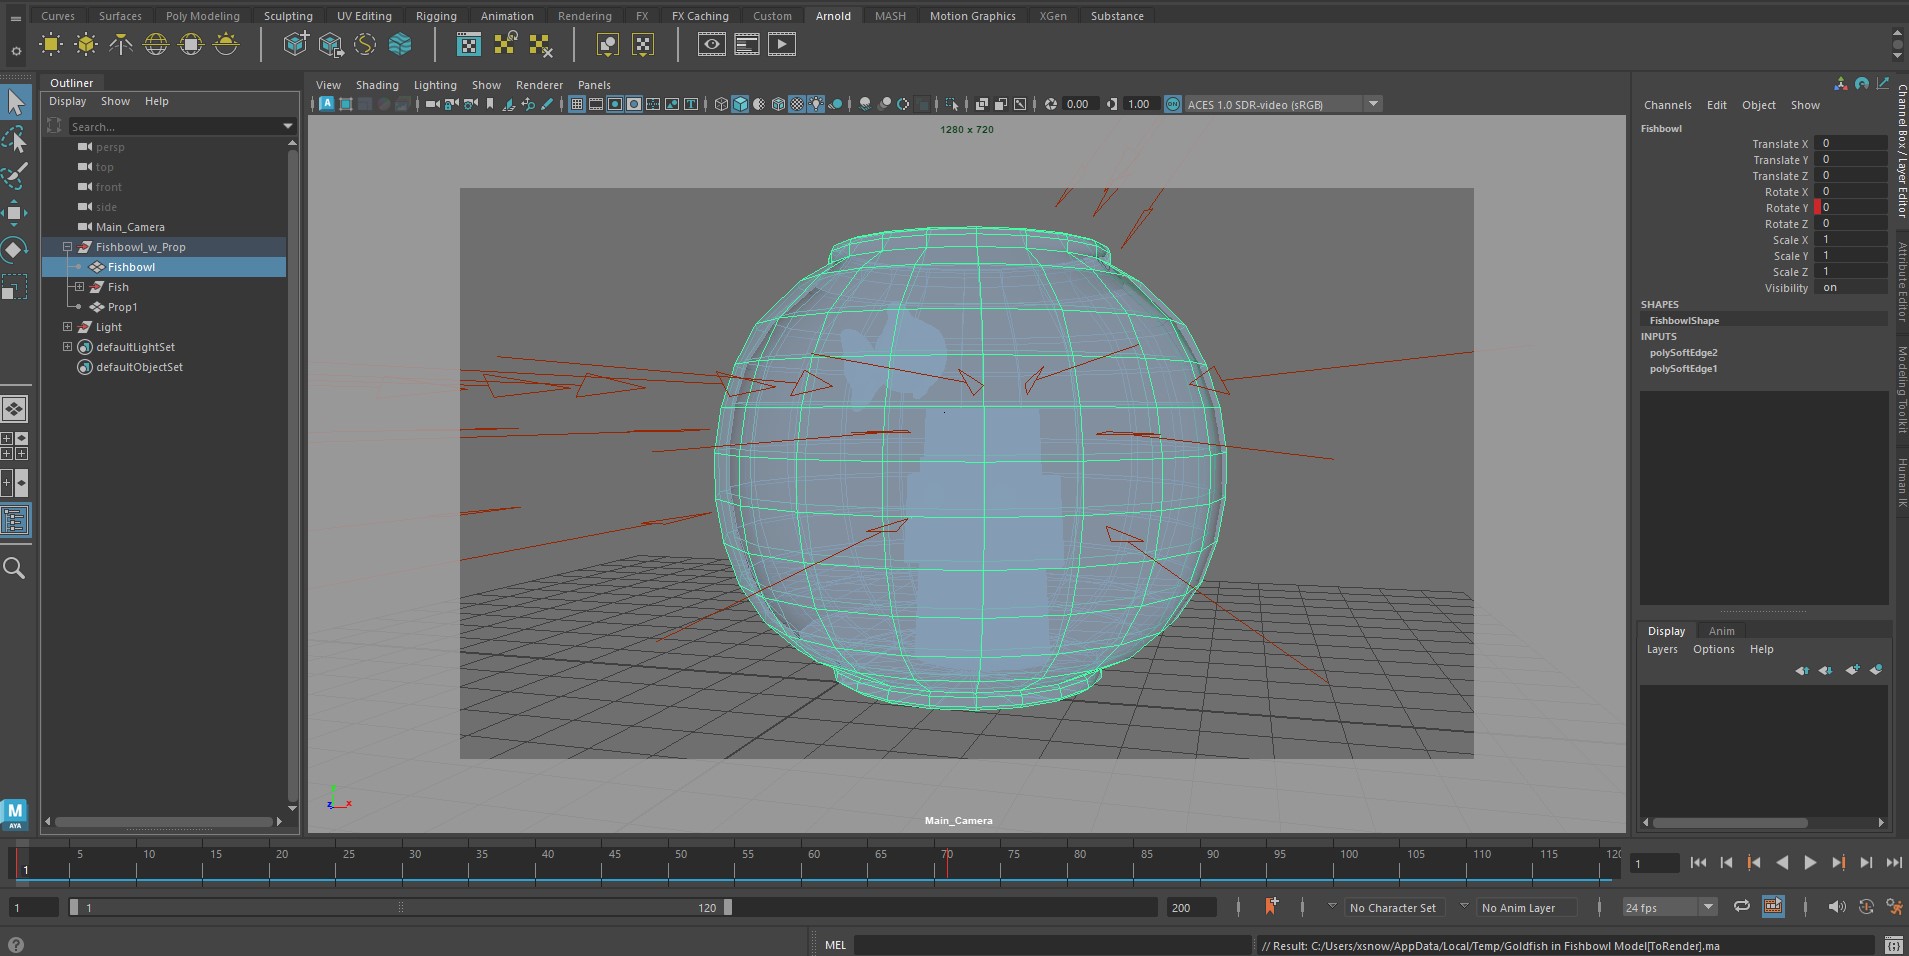 Curves Surfaces Poly Modeling Sculpting UV Editing Rigging Animation Rendering FX FX Caching Custom Arnold MASH Motion Graphics XGen Substance
Outliner
Display Show Help
Search...
persp
top
front
side
Main_Camera
Fishbowl_w_Prop
Fishbowl
Fish
Prop1
Light
defaultLightSet
defaultObjectSet
M
AYA
View Shading Lighting Show Renderer Panels
A
T
0.00
1.00
ON
ACES 1.0 SDR-video (sRGB)
1280 x 720
y
z
x
Main_Camera
Channels Edit Object Show
Fishbowl
Translate X 0
Translate Y 0
Translate Z 0
Rotate X 0
Rotate Y 0
Rotate Z 0
Scale X 1
Scale Y 1
Scale Z 1
Visibility on
SHAPES
FishbowlShape
INPUTS
polySoftEdge2
polySoftEdge1
Display Anim
Layers Options Help
Channel Box / Layer Editor
Attribute Editor
Modeling Toolkit
Human IK
5 10 15 20 25 30 35 40 45 50 55 60 65 70 75 80 85 90 95 100 105 110 115 120
1
1
1
1
120
200
No Character Set
No Anim Layer
24 fps
?
MEL
// Result: C:/Users/xsnow/AppData/Local/Temp/Goldfish in Fishbowl Model[ToRender].ma
{;}